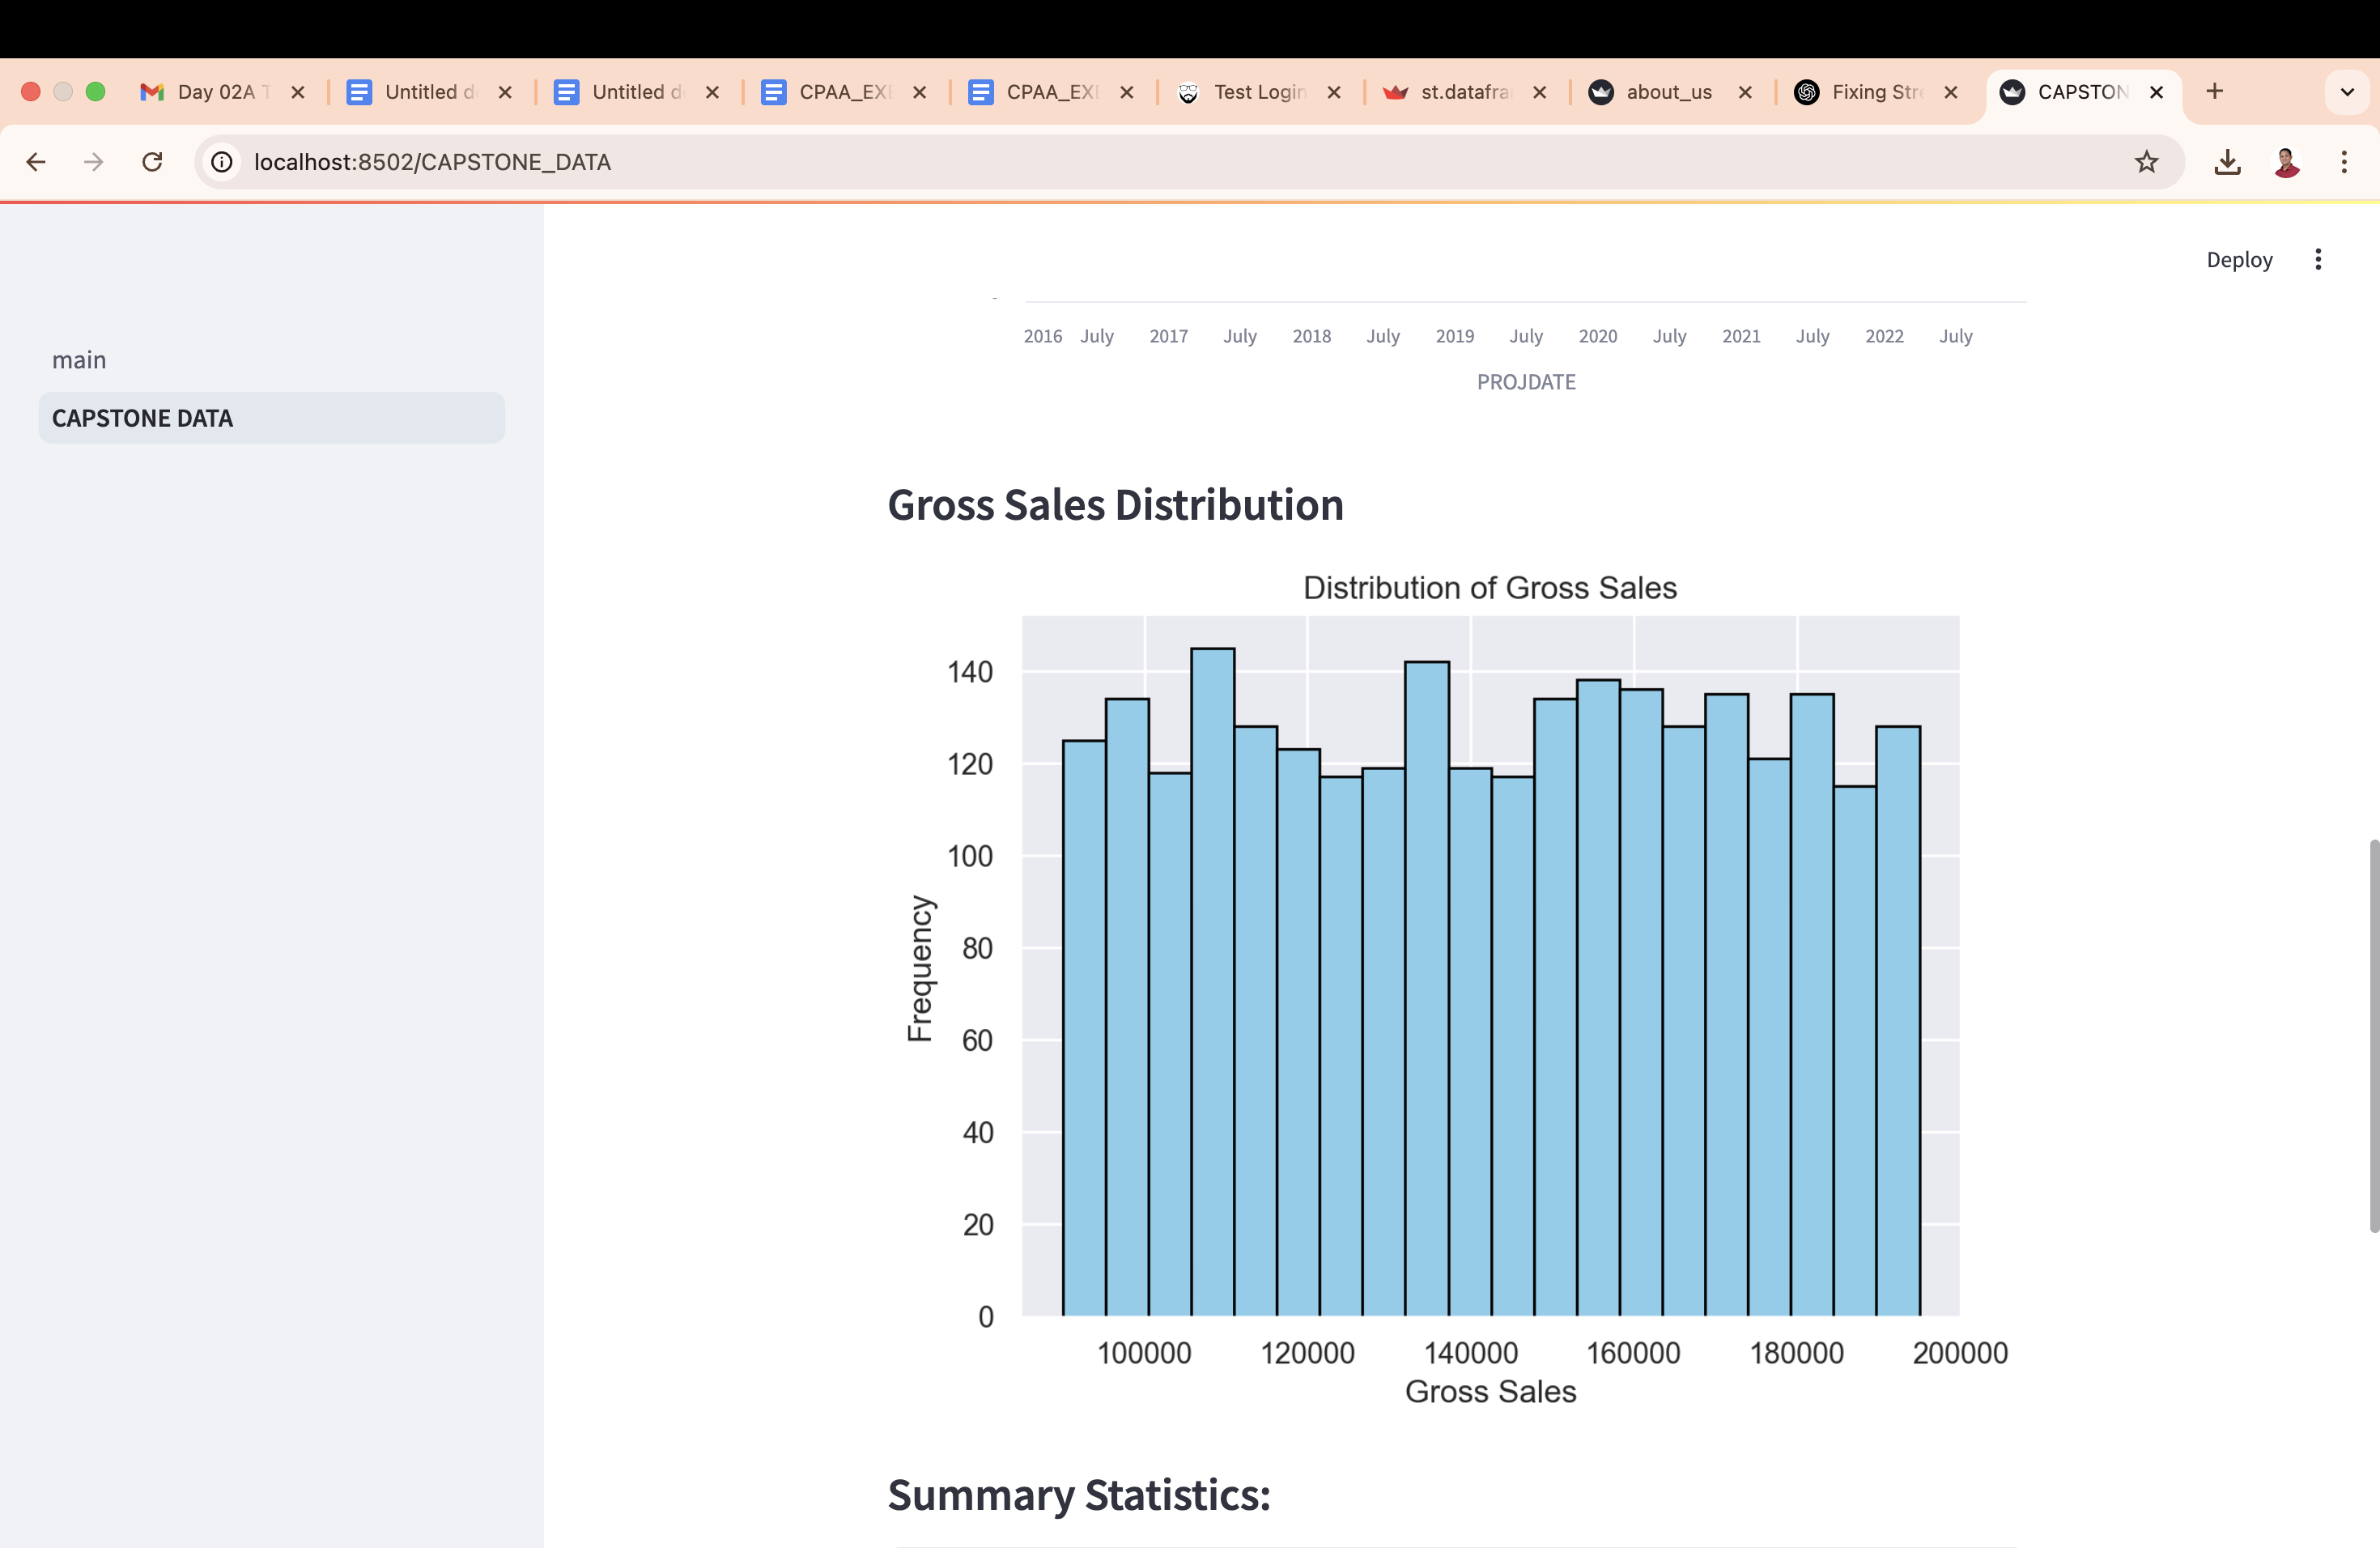 Day 02A T
Untitled d
Untitled d
CPAA_EX
CPAA_EX
Test Login
st.datafra
about_us
Fixing Stre
CAPSTON
localhost:8502/CAPSTONE_DATA
Deploy
main
CAPSTONE DATA
2016 July 2017 July 2018 July 2019 July 2020 July 2021 July 2022 July
PROJDATE
Gross Sales Distribution
Distribution of Gross Sales
140
120
100
80
60
40
20
0
Frequency
100000 120000 140000 160000 180000 200000
Gross Sales
Summary Statistics: